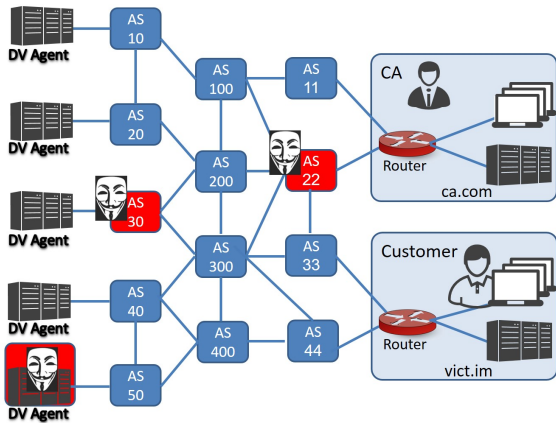 DV Agent
DV Agent
DV Agent
DV Agent
DV Agent
AS
10
AS
20
AS
30
AS
40
AS
50
AS
100
AS
200
AS
300
AS
400
AS
11
AS
22
AS
33
AS
44
CA
Router
ca.com
Customer
Router
vict.im